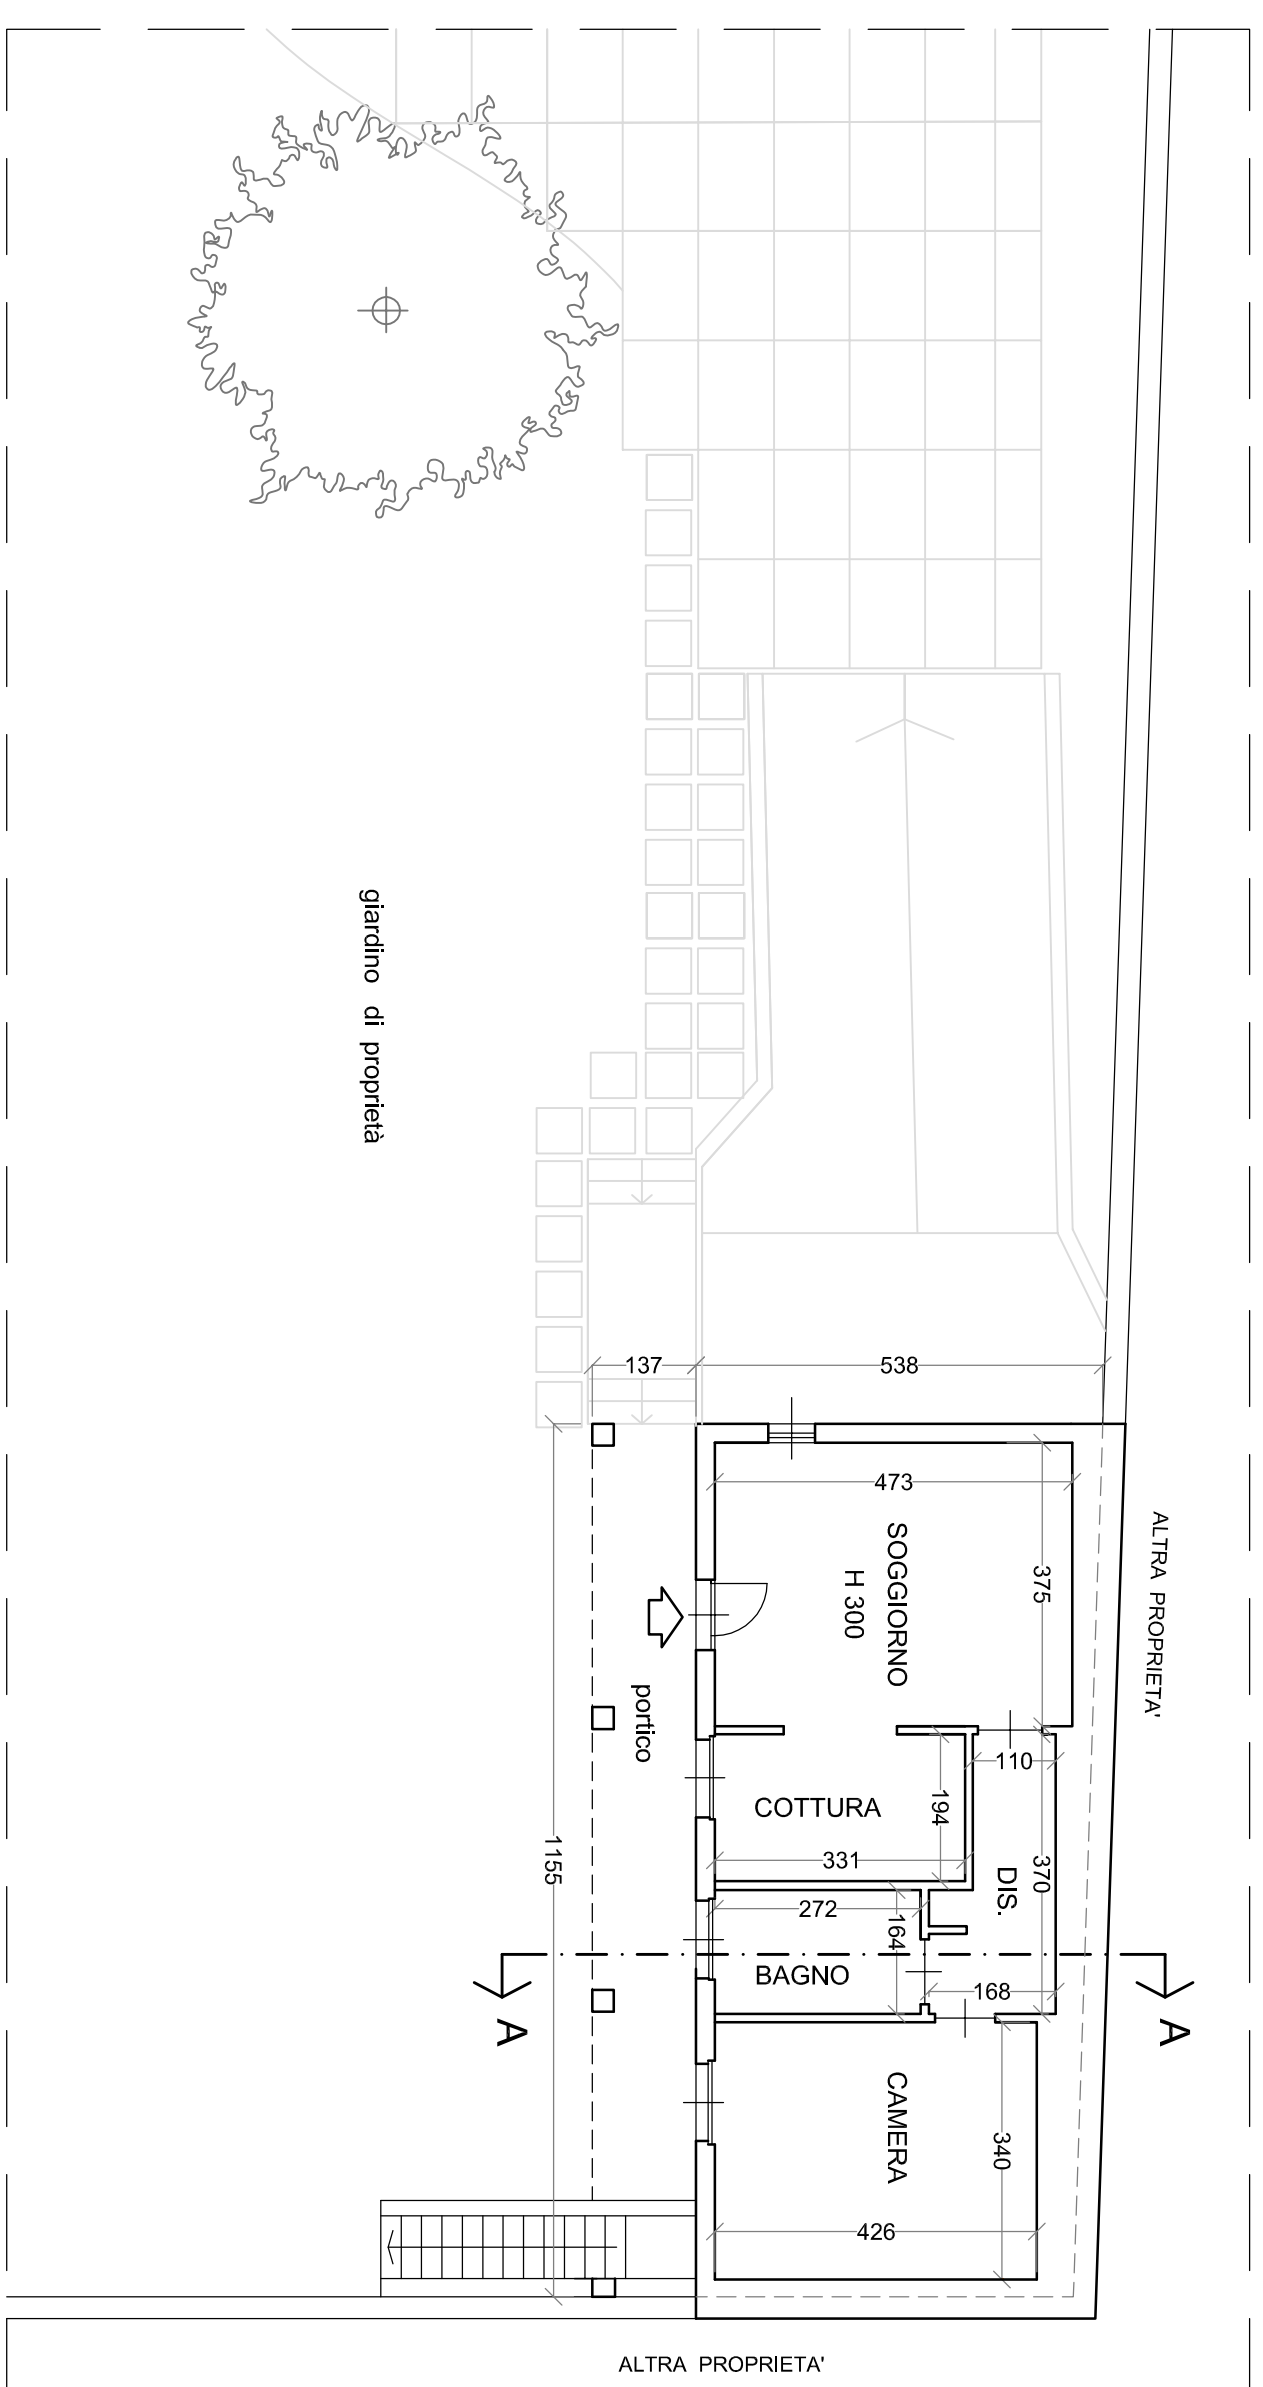 giardino di proprietà
137
538
473
375
SOGGIORNO
H 300
ALTRA PROPRIETA'
portico
110
194
COTTURA
331
1155
370
DIS.
272
164
BAGNO
168
A
A
CAMERA
340
426
ALTRA PROPRIETA'